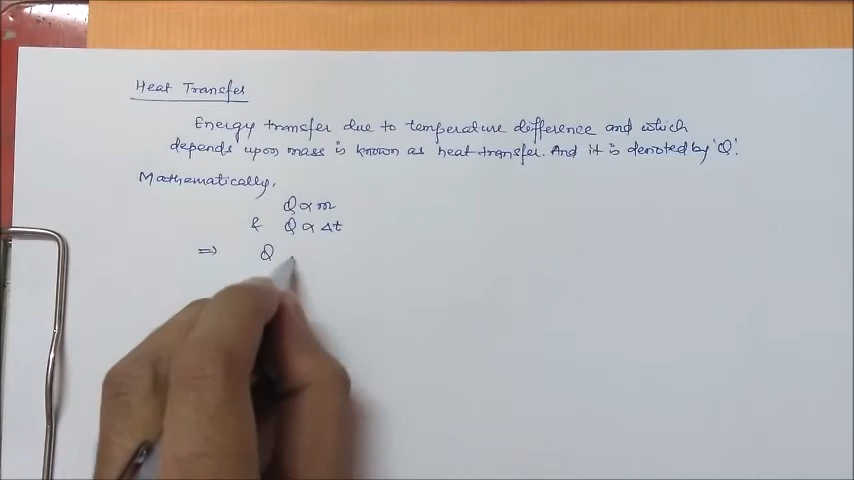 Heat Transfer
Energy transfer due to temperature difference and which
depends upon mass is known as heat transfer. And it is denoted by 'Q'.
Mathematically,
Q ∝ m
& Q ∝ Δt
⇒ Q